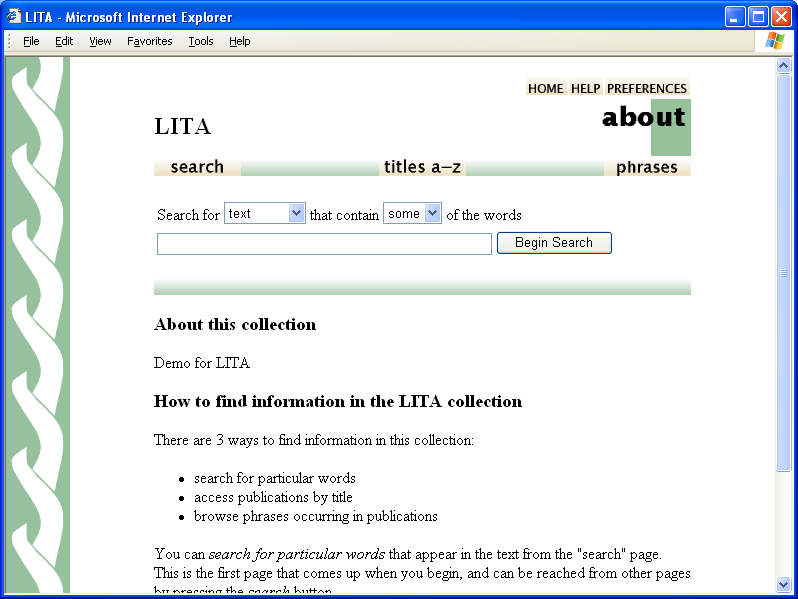 LITA - Microsoft Internet Explorer
File Edit View Favorites Tools Help
HOME HELP PREFERENCES
about
LITA
search titles a–z phrases
Search for text that contain some of the words
Begin Search
About this collection
Demo for LITA
How to find information in the LITA collection
There are 3 ways to find information in this collection:
• search for particular words
• access publications by title
• browse phrases occurring in publications
You can search for particular words that appear in the text from the "search" page.
This is the first page that comes up when you begin, and can be reached from other pages
by pressing the search button